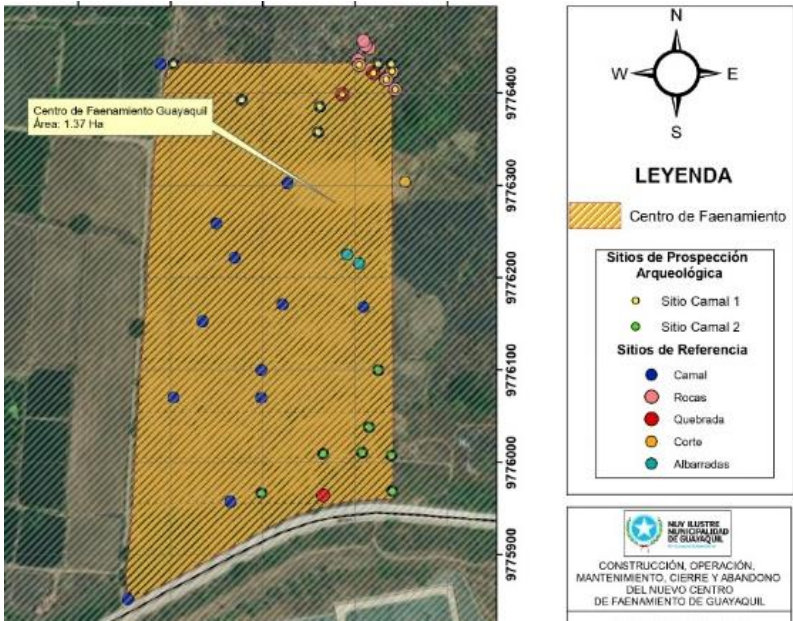 Centro de Faenamiento Guayaquil
Área: 1.37 Ha
9776400
9776300
9776200
9776100
9776000
9775900
N
W
E
S
LEYENDA
Centro de Faenamiento
Sitios de Prospección
Arqueológica
Sitio Camal 1
Sitio Camal 2
Sitios de Referencia
Camal
Rocas
Quebrada
Corte
Albarradas
MUY ILUSTRE
MUNICIPALIDAD
DE GUAYAQUIL
CONSTRUCCIÓN, OPERACIÓN,
MANTENIMIENTO, CIERRE Y ABANDONO
DEL NUEVO CENTRO
DE FAENAMIENTO DE GUAYAQUIL